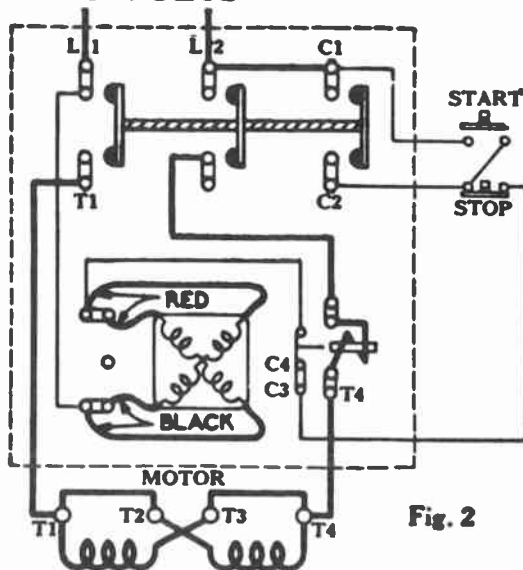 L 1 L 2 C1
START
STOP
T1 C2
RED
C4
C3 T4
BLACK
MOTOR
T1 T2 T3 T4
Fig. 2